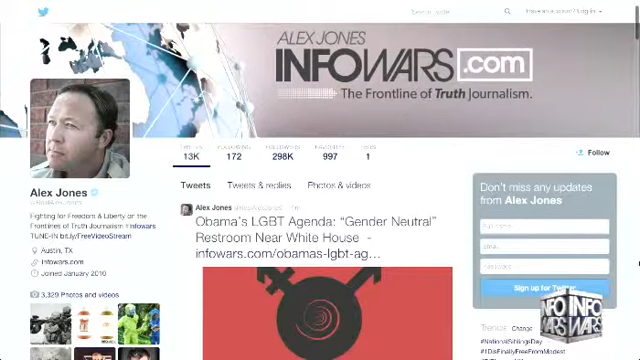 ALEX JONES
INFOWARS.com
The Frontline of Truth Journalism.
13K 172 298K 997 1
Follow
Alex Jones
Fighting for Freedom & Liberty on the
Frontlines of Truth Journalism #Infowars
TUNE-IN bit.ly/FreeVideoStream
Austin, TX
infowars.com
Joined January 2010
3,329 Photos and videos
Tweets Tweets & replies Photos & videos
Alex Jones
Obama's LGBT Agenda: “Gender Neutral”
Restroom Near White House -
infowars.com/obamas-lgbt-ag...
Don't miss any updates
from Alex Jones
Sign up for Twitter
Trends Change
#NationalSiblingsDay
INFO INFO
WARS WARS